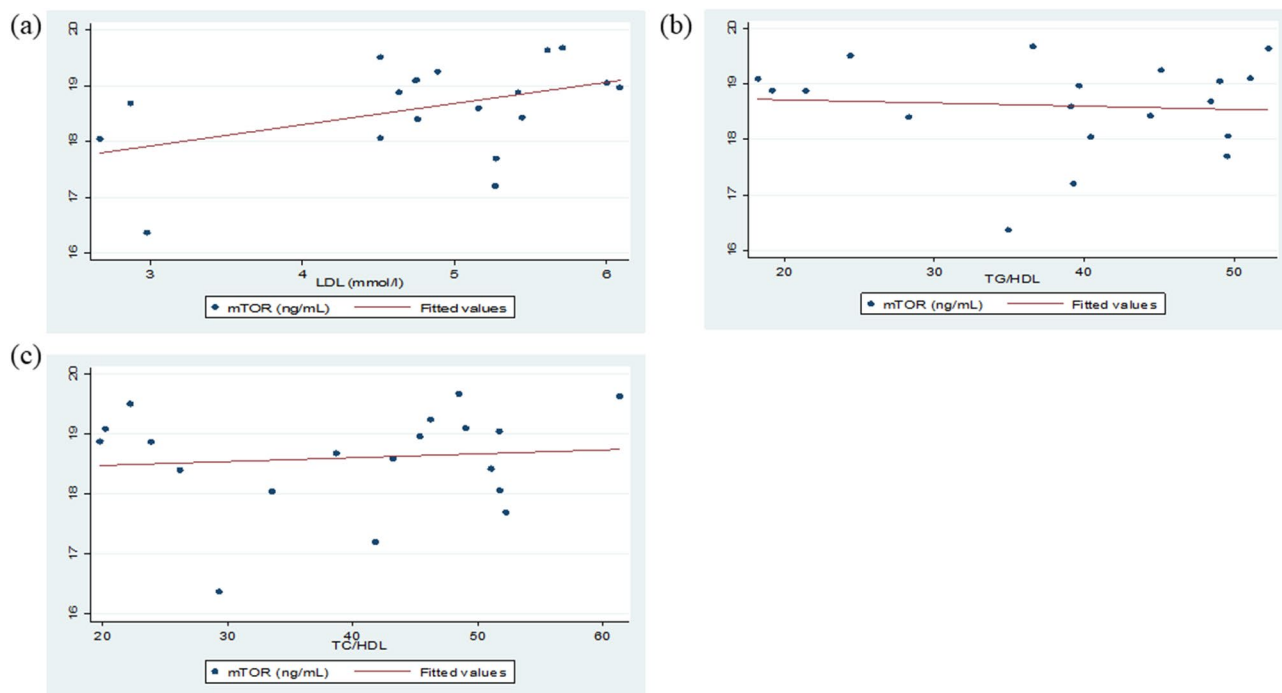 (a)
20
19
18
17
16
3
4
5
6
LDL (mmol/l)
mTOR (ng/mL)
Fitted values
(b)
20
19
18
17
16
20
30
40
50
TG/HDL
mTOR (ng/mL)
Fitted values
(c)
20
19
18
17
16
20
30
40
50
60
TC/HDL
mTOR (ng/mL)
Fitted values